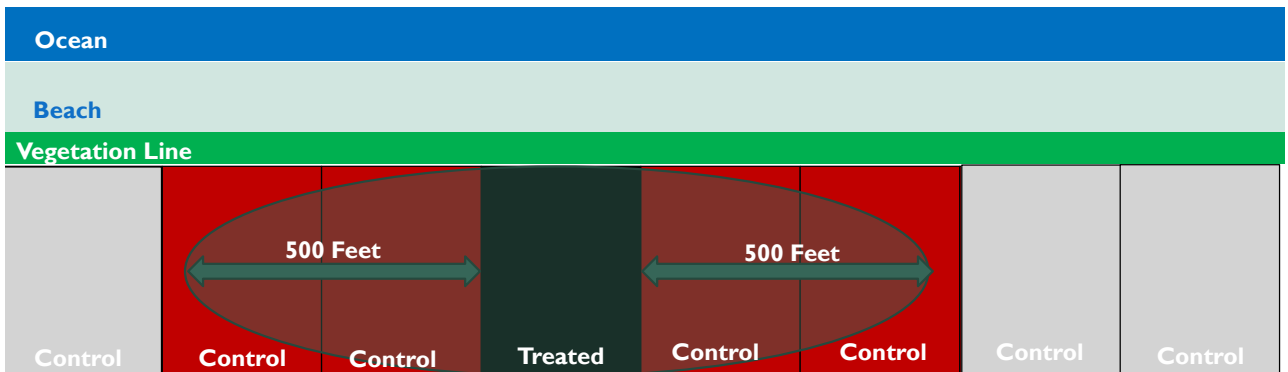 Ocean
Beach
Vegetation Line
500 Feet
500 Feet
Control
Control
Control
Treated
Control
Control
Control
Control